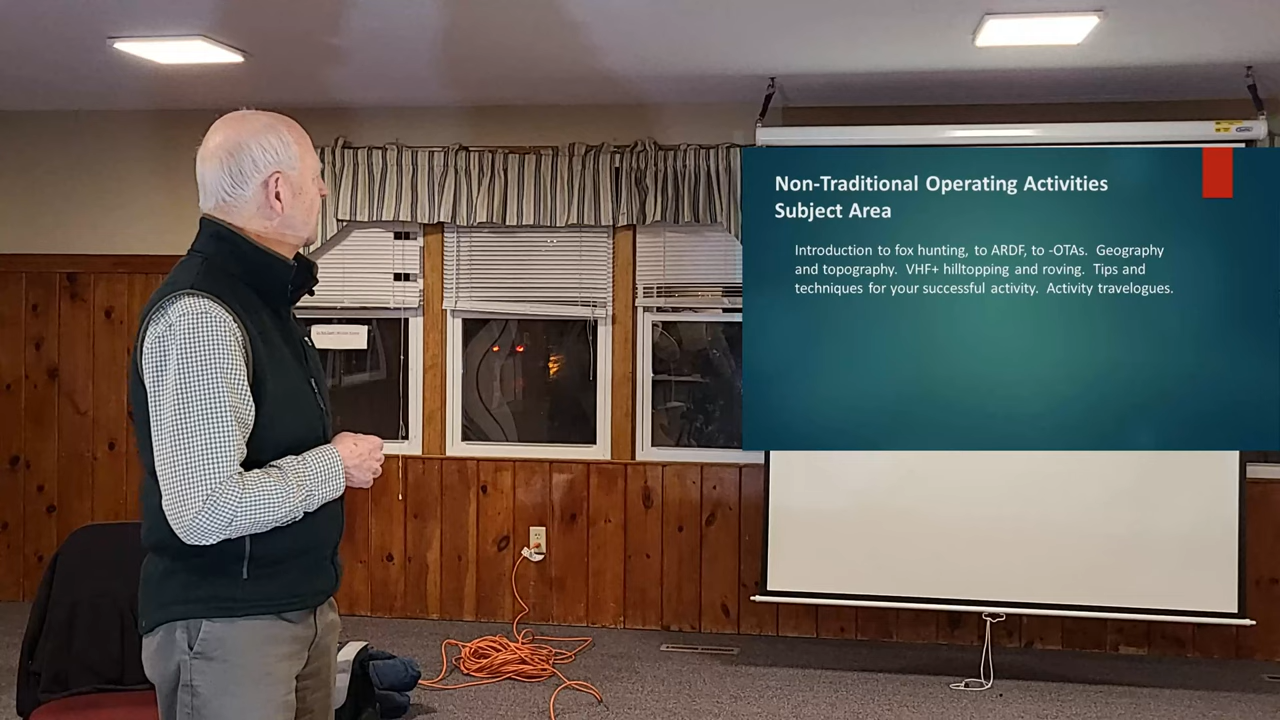 Non-Traditional Operating Activities
Subject Area
Introduction to fox hunting, to ARDF, to -OTAs.  Geography
and topography.  VHF+ hilltopping and roving.  Tips and
techniques for your successful activity.  Activity travelogues.